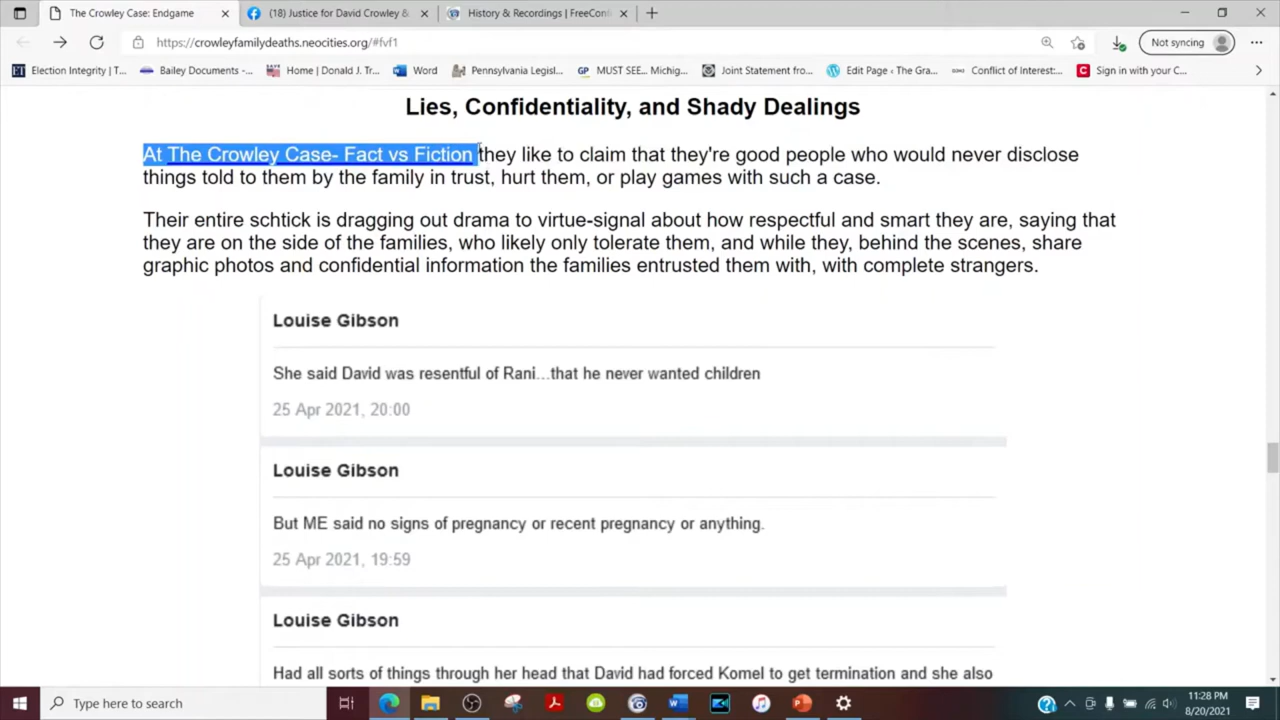 The Crowley Case: Endgame
(18) Justice for David Crowley &
History & Recordings | FreeConf
https://crowleyfamilydeaths.neocities.org/#fvf1
Not syncing
Election Integrity | T...
Bailey Documents -...
Home | Donald J. Tr...
Word
Pennsylvania Legisl...
GP MUST SEE... Michig...
Joint Statement fro...
Edit Page ‹ The Gra...
Conflict of Interest:...
Sign in with your C...
Lies, Confidentiality, and Shady Dealings
At The Crowley Case- Fact vs Fiction they like to claim that they're good people who would never disclose
things told to them by the family in trust, hurt them, or play games with such a case.
Their entire schtick is dragging out drama to virtue-signal about how respectful and smart they are, saying that
they are on the side of the families, who likely only tolerate them, and while they, behind the scenes, share
graphic photos and confidential information the families entrusted them with, with complete strangers.
Louise Gibson
She said David was resentful of Rani...that he never wanted children
25 Apr 2021, 20:00
Louise Gibson
But ME said no signs of pregnancy or recent pregnancy or anything.
25 Apr 2021, 19:59
Louise Gibson
Had all sorts of things through her head that David had forced Komel to get termination and she also
Type here to search
11:28 PM
8/20/2021